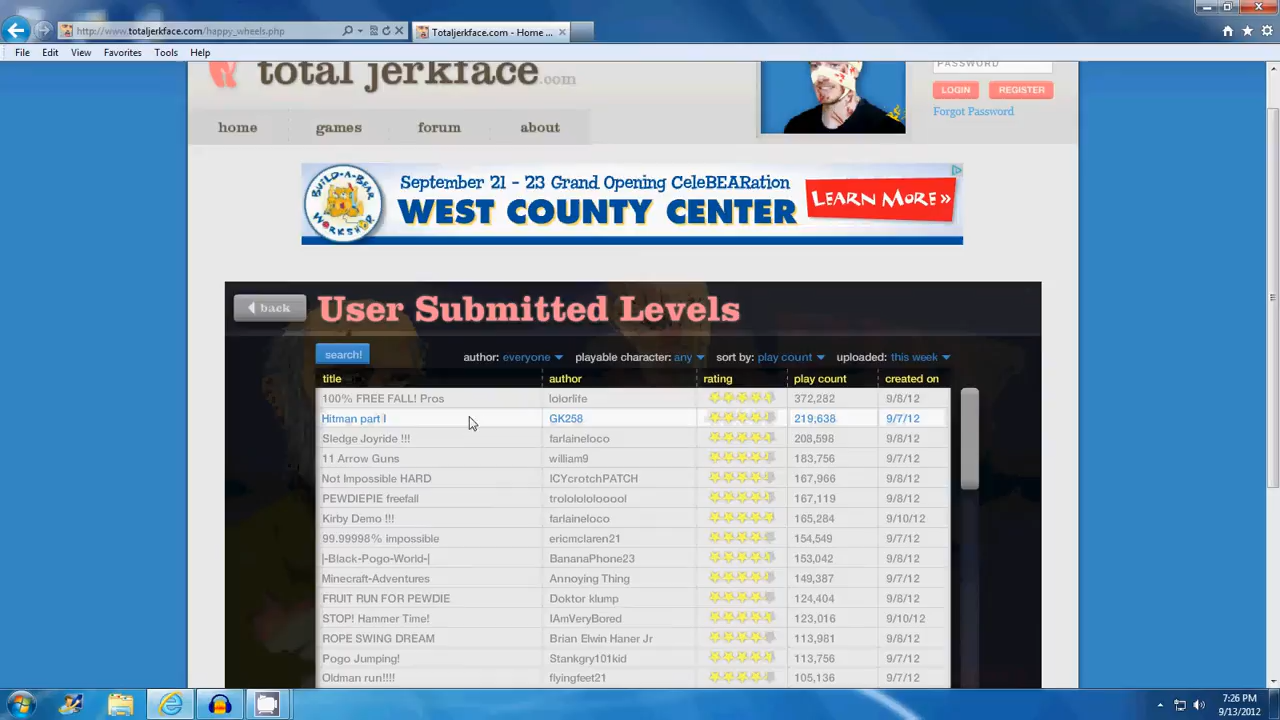 http://www.totaljerkface.com/happy_wheels.php
Totaljerkface.com - Home ...
File Edit View Favorites Tools Help
total jerkface.com
PASSWORD
LOGIN REGISTER
Forgot Password
home games forum about
BUILD-A-BEAR WORKSHOP
September 21 - 23 Grand Opening CeleBEARation
WEST COUNTY CENTER
LEARN MORE »
back
User Submitted Levels
search! author: everyone playable character: any sort by: play count uploaded: this week
title author rating play count created on
100% FREE FALL! Pros lolorlife 372,282 9/8/12
Hitman part I GK258 219,638 9/7/12
Sledge Joyride !!! farlaineloco 208,598 9/8/12
11 Arrow Guns william9 183,756 9/7/12
Not Impossible HARD ICYcrotchPATCH 167,966 9/8/12
PEWDIEPIE freefall trololololoool 167,119 9/8/12
Kirby Demo !!! farlaineloco 165,284 9/10/12
99.99998% impossible ericmclaren21 154,549 9/7/12
|-Black-Pogo-World-| BananaPhone23 153,042 9/8/12
Minecraft-Adventures Annoying Thing 149,387 9/7/12
FRUIT RUN FOR PEWDIE Doktor klump 124,404 9/8/12
STOP! Hammer Time! IAmVeryBored 123,016 9/10/12
ROPE SWING DREAM Brian Elwin Haner Jr 113,981 9/8/12
Pogo Jumping! Stankgry101kid 113,756 9/8/12
Oldman run!!!! flyingfeet21 105,136 9/7/12
7:26 PM
9/13/2012